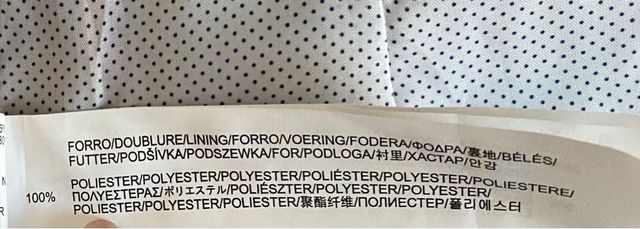 FORRO/DOUBLURE/LINING/FORRO/VOERING/FODERA/ΦΟΔΡΑ/裏地/BÉLÉS/
FUTTER/PODŠÍVKA/PODSZEWKA/FOR/PODLOGA/衬里/ХАСТАР/안감
100% POLIESTER/POLYESTER/POLYESTER/POLIÉSTER/POLYESTER/POLIESTERE/
ΠΟΛΥΕΣΤΕΡΑΣ/ポリエステル/POLIÉSZTER/POLYESTER/POLYESTER/
POLIESTER/POLYESTER/POLIESTER/聚酯纤维/ПОЛИЕСТЕР/폴리에스터